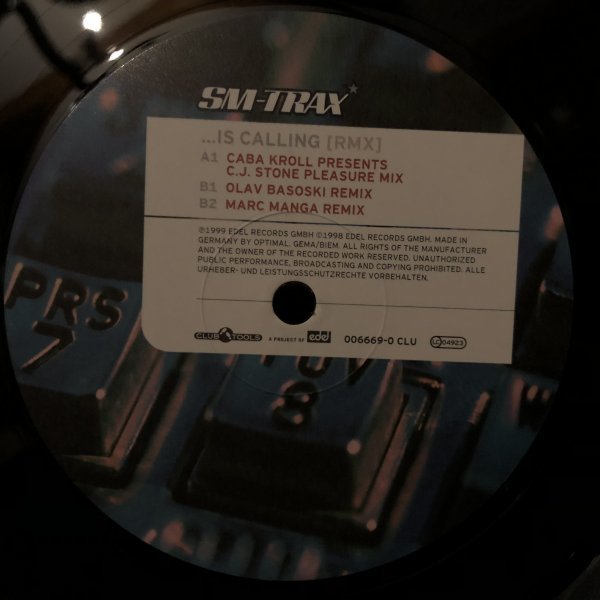 SM-TRAX
...IS CALLING [RMX]
A1 CABA KROLL PRESENTS
C.J. STONE PLEASURE MIX
B1 OLAV BASOSKI REMIX
B2 MARC MANGA REMIX
℗1999 EDEL RECORDS GMBH ©1998 EDEL RECORDS GMBH. MADE IN
GERMANY BY OPTIMAL. GEMA/BIEM. ALL RIGHTS OF THE MANUFACTURER
AND THE OWNER OF THE RECORDED WORK RESERVED. UNAUTHORIZED
PUBLIC PERFORMANCE, BROADCASTING AND COPYING PROHIBITED. ALLE
URHEBER- UND LEISTUNGSSCHUTZRECHTE VORBEHALTEN.
CLUB TOOLS A PROJECT OF edel 006669-0 CLU LC 04923
PRS
7
TUV
8